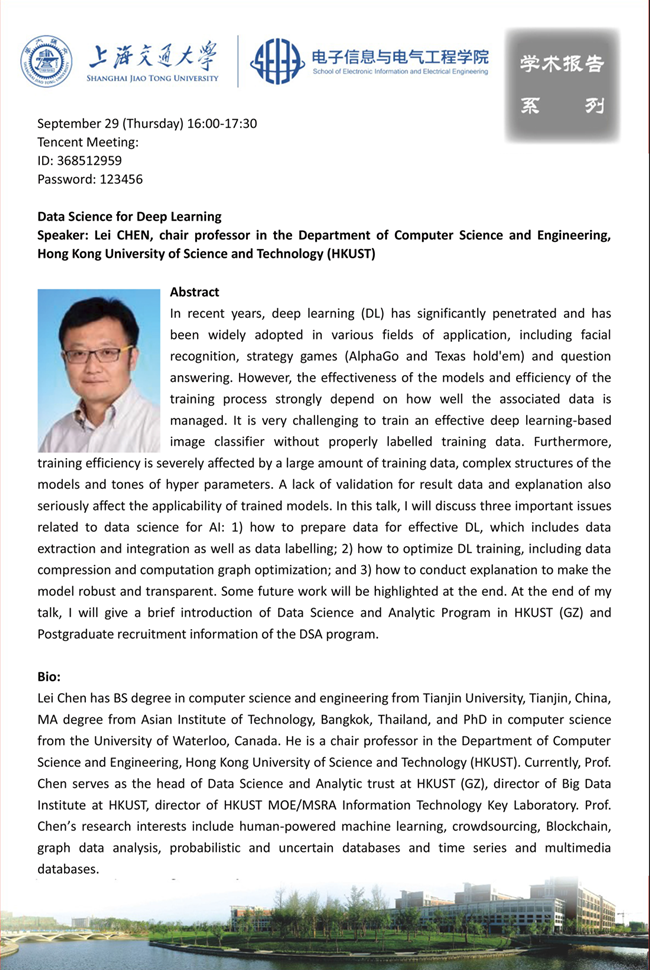 上海交通大学
SHANGHAI JIAO TONG UNIVERSITY
电子信息与电气工程学院
School of Electronic Information and Electrical Engineering
学术报告
系 列
September 29 (Thursday) 16:00-17:30
Tencent Meeting:
ID: 368512959
Password: 123456
Data Science for Deep Learning
Speaker: Lei CHEN, chair professor in the Department of Computer Science and Engineering,
Hong Kong University of Science and Technology (HKUST)
Abstract
In recent years, deep learning (DL) has significantly penetrated and has
been widely adopted in various fields of application, including facial
recognition, strategy games (AlphaGo and Texas hold'em) and question
answering. However, the effectiveness of the models and efficiency of the
training process strongly depend on how well the associated data is
managed. It is very challenging to train an effective deep learning-based
image classifier without properly labelled training data. Furthermore,
training efficiency is severely affected by a large amount of training data, complex structures of the
models and tones of hyper parameters. A lack of validation for result data and explanation also
seriously affect the applicability of trained models. In this talk, I will discuss three important issues
related to data science for AI: 1) how to prepare data for effective DL, which includes data
extraction and integration as well as data labelling; 2) how to optimize DL training, including data
compression and computation graph optimization; and 3) how to conduct explanation to make the
model robust and transparent. Some future work will be highlighted at the end. At the end of my
talk, I will give a brief introduction of Data Science and Analytic Program in HKUST (GZ) and
Postgraduate recruitment information of the DSA program.
Bio:
Lei Chen has BS degree in computer science and engineering from Tianjin University, Tianjin, China,
MA degree from Asian Institute of Technology, Bangkok, Thailand, and PhD in computer science
from the University of Waterloo, Canada. He is a chair professor in the Department of Computer
Science and Engineering, Hong Kong University of Science and Technology (HKUST). Currently, Prof.
Chen serves as the head of Data Science and Analytic trust at HKUST (GZ), director of Big Data
Institute at HKUST, director of HKUST MOE/MSRA Information Technology Key Laboratory. Prof.
Chen’s research interests include human-powered machine learning, crowdsourcing, Blockchain,
graph data analysis, probabilistic and uncertain databases and time series and multimedia
databases.